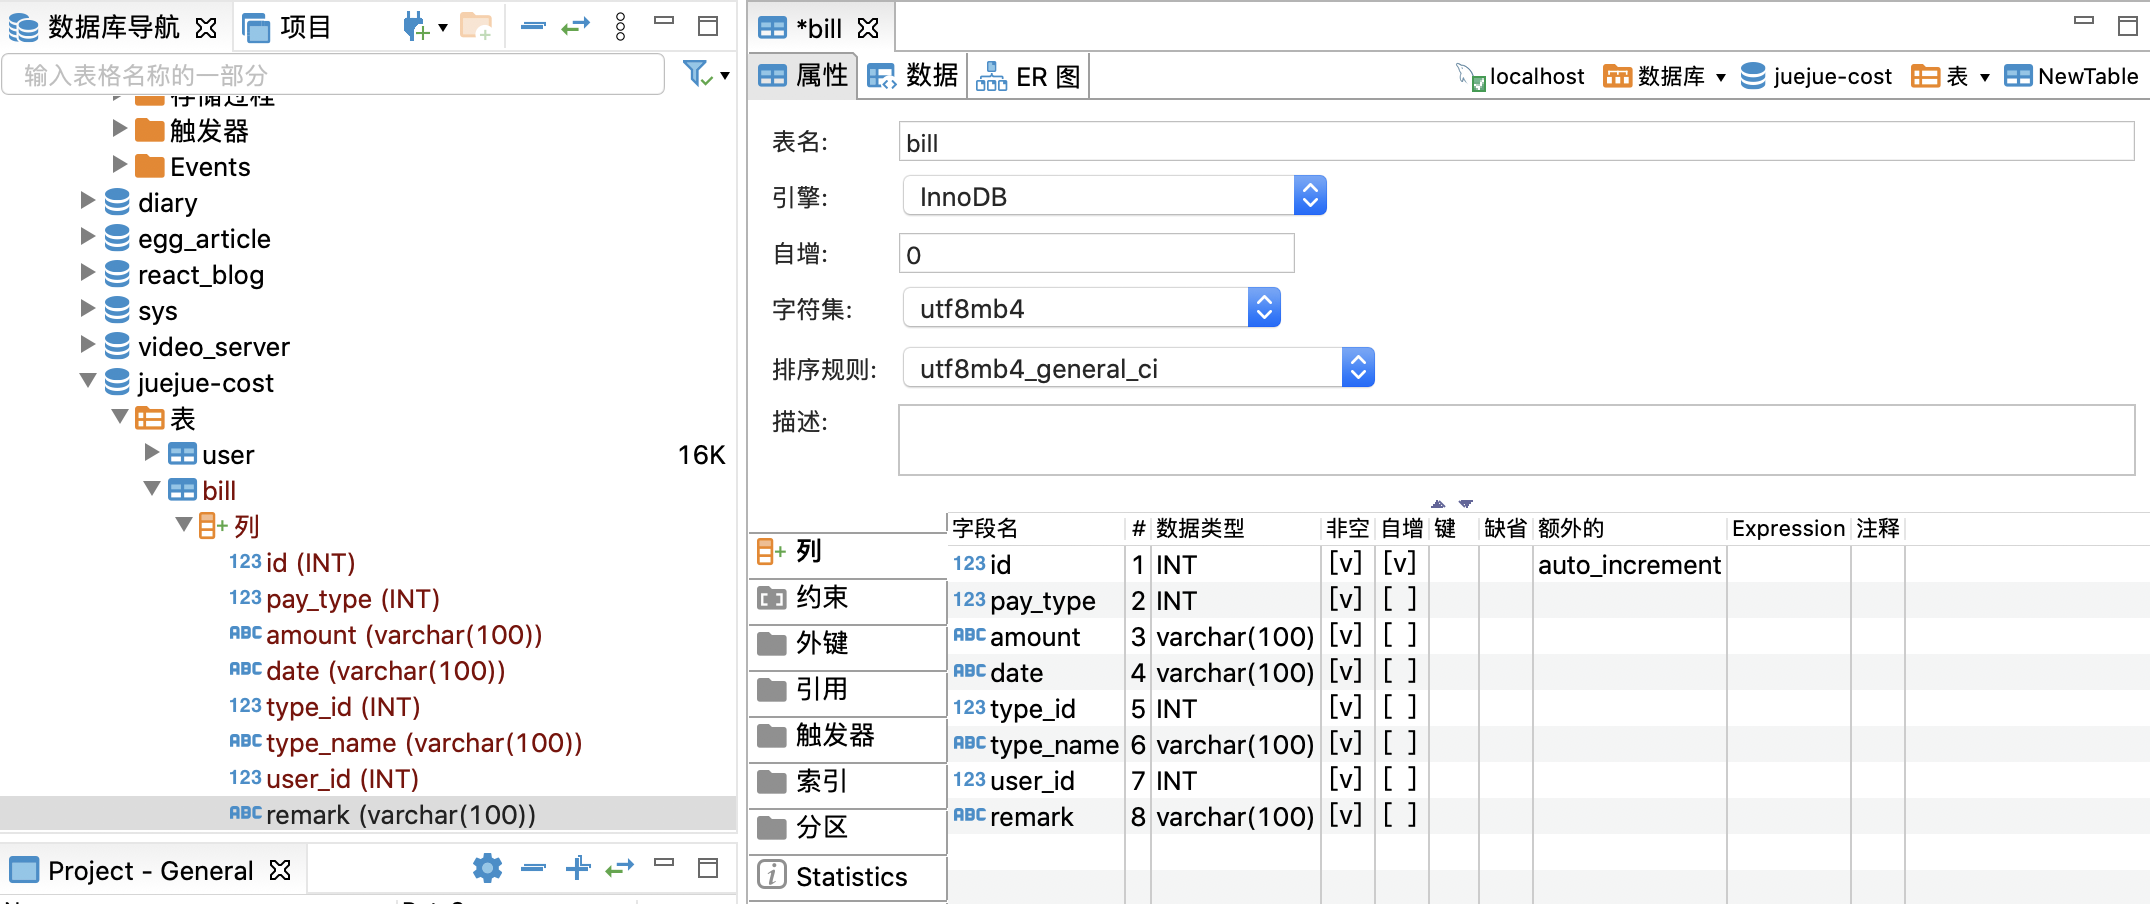 数据库导航
项目
输入表格名称的一部分
存储过程
触发器
Events
diary
egg_article
react_blog
sys
video_server
juejue-cost
表
user 16K
bill
列
123 id (INT)
123 pay_type (INT)
ABC amount (varchar(100))
ABC date (varchar(100))
123 type_id (INT)
ABC type_name (varchar(100))
123 user_id (INT)
ABC remark (varchar(100))
Project - General
*bill
属性 数据 ER 图
localhost 数据库 juejue-cost 表 NewTable
表名: bill
引擎: InnoDB
自增: 0
字符集: utf8mb4
排序规则: utf8mb4_general_ci
描述:
列
约束
外键
引用
触发器
索引
分区
Statistics
字段名 # 数据类型 非空 自增 键 缺省 额外的 Expression 注释
123 id 1 INT [v] [v] auto_increment
123 pay_type 2 INT [v] [ ]
ABC amount 3 varchar(100) [v] [ ]
ABC date 4 varchar(100) [v] [ ]
123 type_id 5 INT [v] [ ]
ABC type_name 6 varchar(100) [v] [ ]
123 user_id 7 INT [v] [ ]
ABC remark 8 varchar(100) [v] [ ]